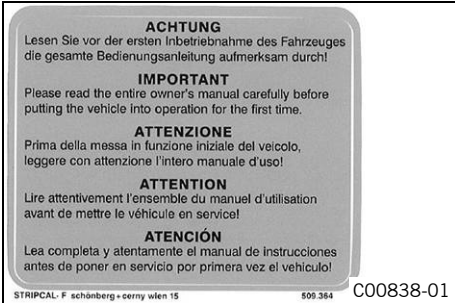 ACHTUNG
Lesen Sie vor der ersten Inbetriebnahme des Fahrzeuges
die gesamte Bedienungsanleitung aufmerksam durch!
IMPORTANT
Please read the entire owner's manual carefully before
putting the vehicle into operation for the first time.
ATTENZIONE
Prima della messa in funzione iniziale del veicolo,
leggere con attenzione l'intero manuale d'uso!
ATTENTION
Lire attentivement l'ensemble du manuel d'utilisation
avant de mettre le véhicule en service!
ATENCIÓN
Lea completa y atentamente el manual de instrucciones
antes de poner en servicio por primera vez el vehiculo!
STRIPCAL- F schönberg+cerny wien 15 509.364
C00838-01